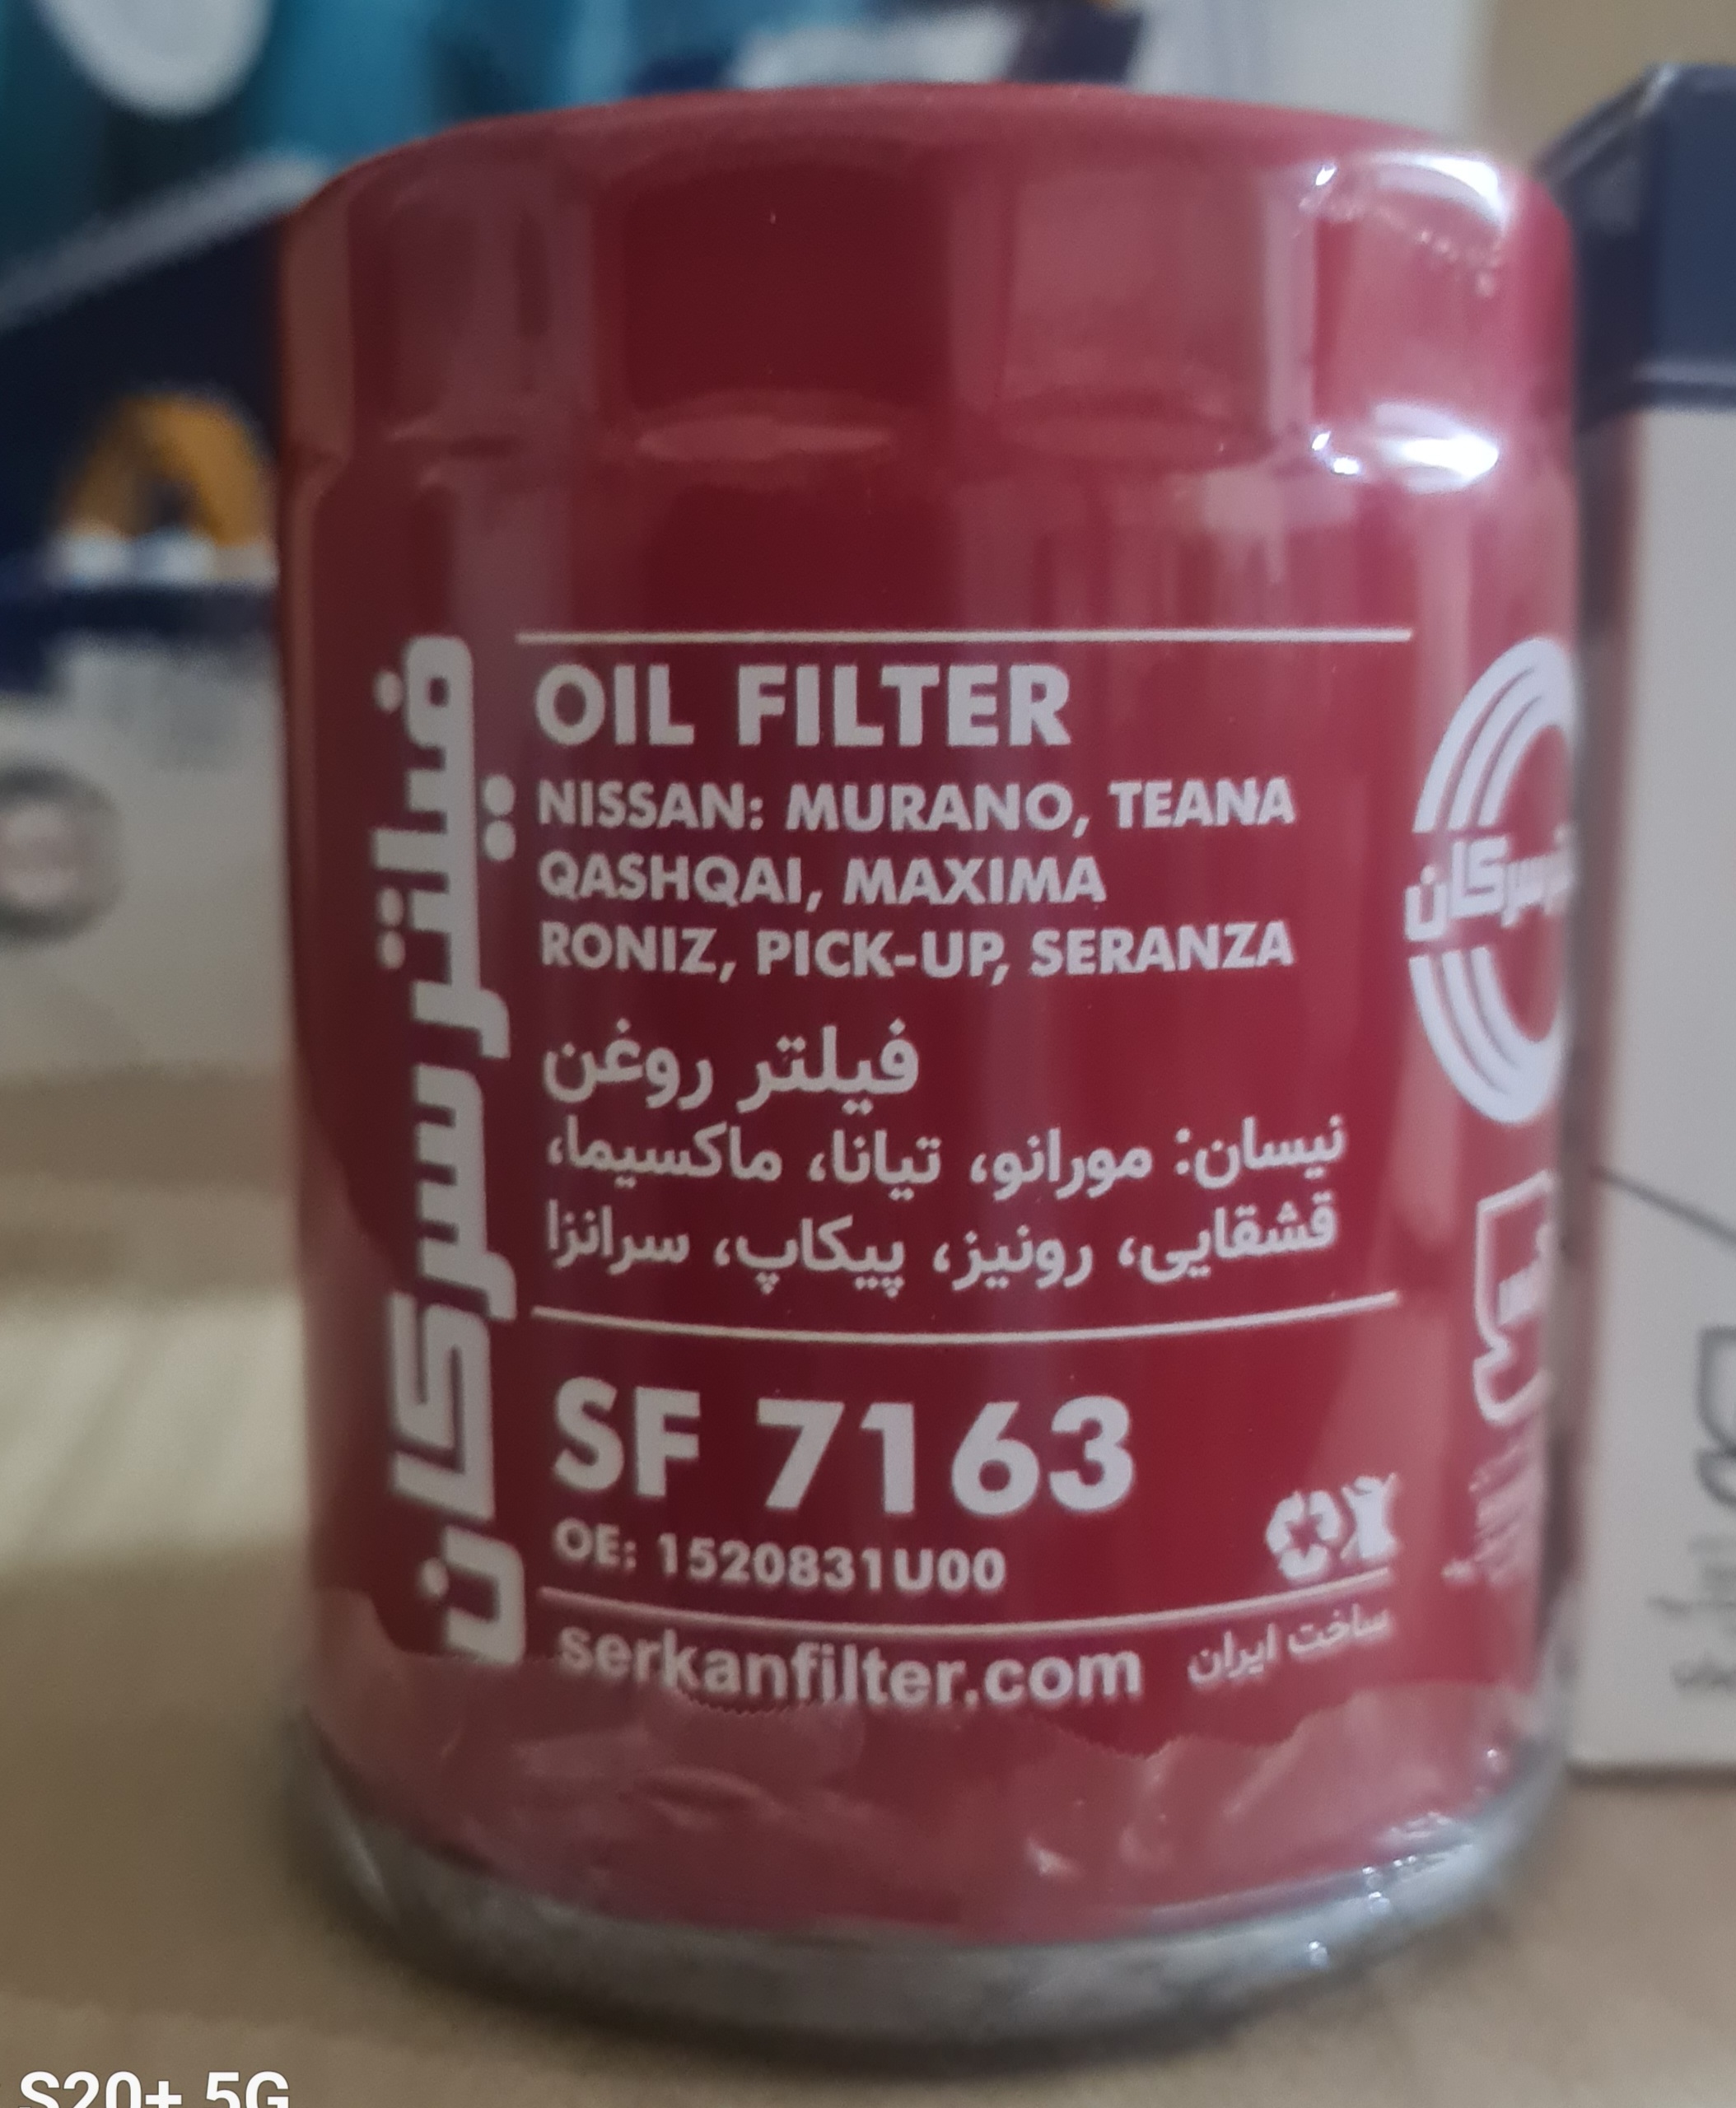 فیلتر سرکان
OIL FILTER
NISSAN: MURANO, TEANA
QASHQAI, MAXIMA
RONIZ, PICK-UP, SERANZA
فیلتر روغن
نیسان: مورانو، تیانا، ماکسیما،
قشقایی، رونیز، پیکاپ، سرانزا
SF 7163
OE: 1520831U00
serkanfilter.com ساخت ایران
سرکان
S20+ 5G